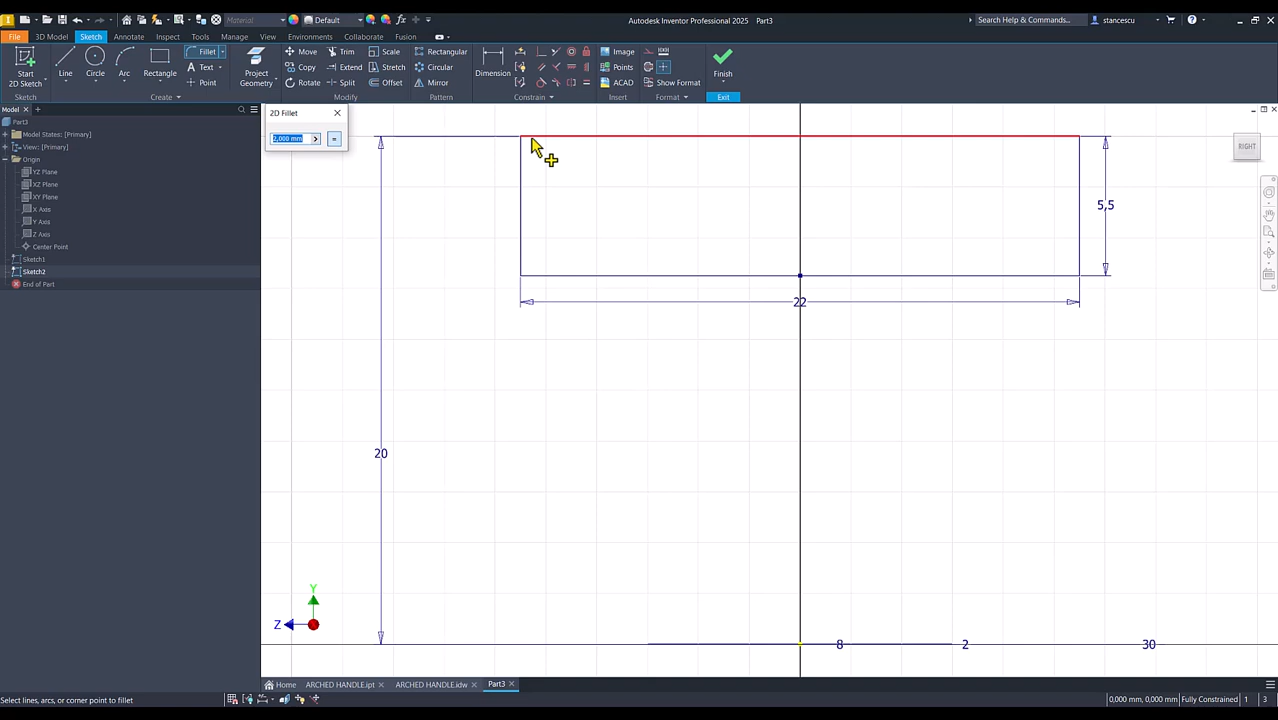 Material
Default
Autodesk Inventor Professional 2025 Part3
Search Help & Commands...
stancescu
File
3D Model
Sketch
Annotate
Inspect
Tools
Manage
View
Environments
Collaborate
Fusion
Start
2D Sketch
Line
Circle
Arc
Rectangle
Fillet
Text
Point
Project
Geometry
Move
Copy
Rotate
Trim
Extend
Split
Scale
Stretch
Offset
Rectangular
Circular
Mirror
Dimension
Image
Points
ACAD
Show Format
Finish
Sketch
Create
Modify
Pattern
Constrain
Insert
Format
Exit
Model
Part3
Model States: [Primary]
View: [Primary]
Origin
YZ Plane
XZ Plane
XY Plane
X Axis
Y Axis
Z Axis
Center Point
Sketch1
Sketch2
End of Part
2D Fillet
2,000 mm
=
RIGHT
5,5
22
20
8
2
30
Y
Z
Home
ARCHED HANDLE.ipt
ARCHED HANDLE.idw
Part3
Select lines, arcs, or corner point to fillet
0,000 mm, 0,000 mm
Fully Constrained
1
3